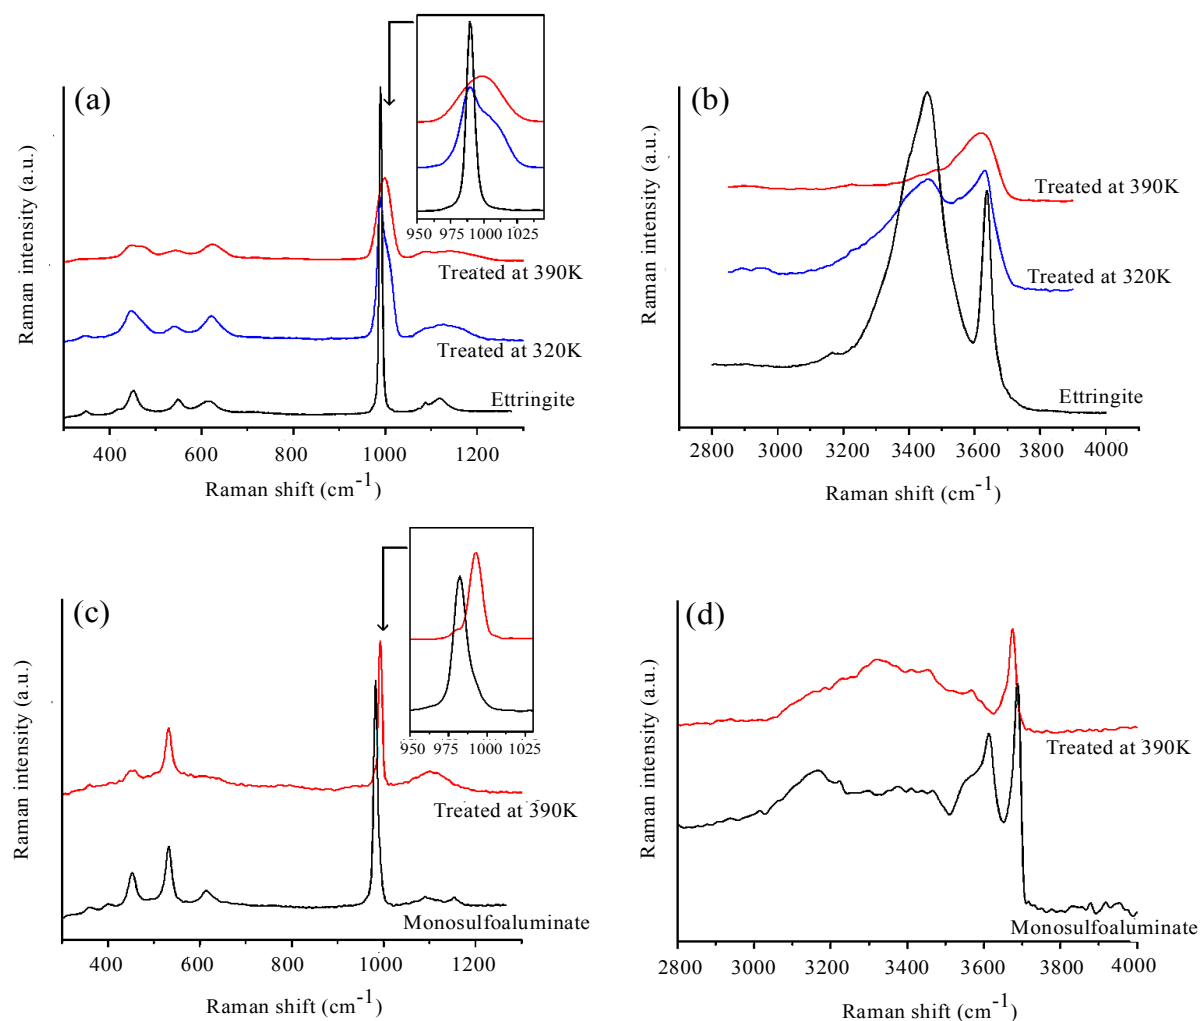 (a)
Raman intensity (a.u.)
950 975 1000 1025
Treated at 390K
Treated at 320K
Ettringite
400 600 800 1000 1200
Raman shift (cm-1)
(b)
Raman intensity (a.u.)
Treated at 390K
Treated at 320K
Ettringite
2800 3000 3200 3400 3600 3800 4000
Raman shift (cm-1)
(c)
Raman intensity (a.u.)
950 975 1000 1025
Treated at 390K
Monosulfoaluminate
400 600 800 1000 1200
Raman shift (cm-1)
(d)
Raman intensity (a.u.)
Treated at 390K
Monosulfoaluminate
2800 3000 3200 3400 3600 3800 4000
Raman shift (cm-1)